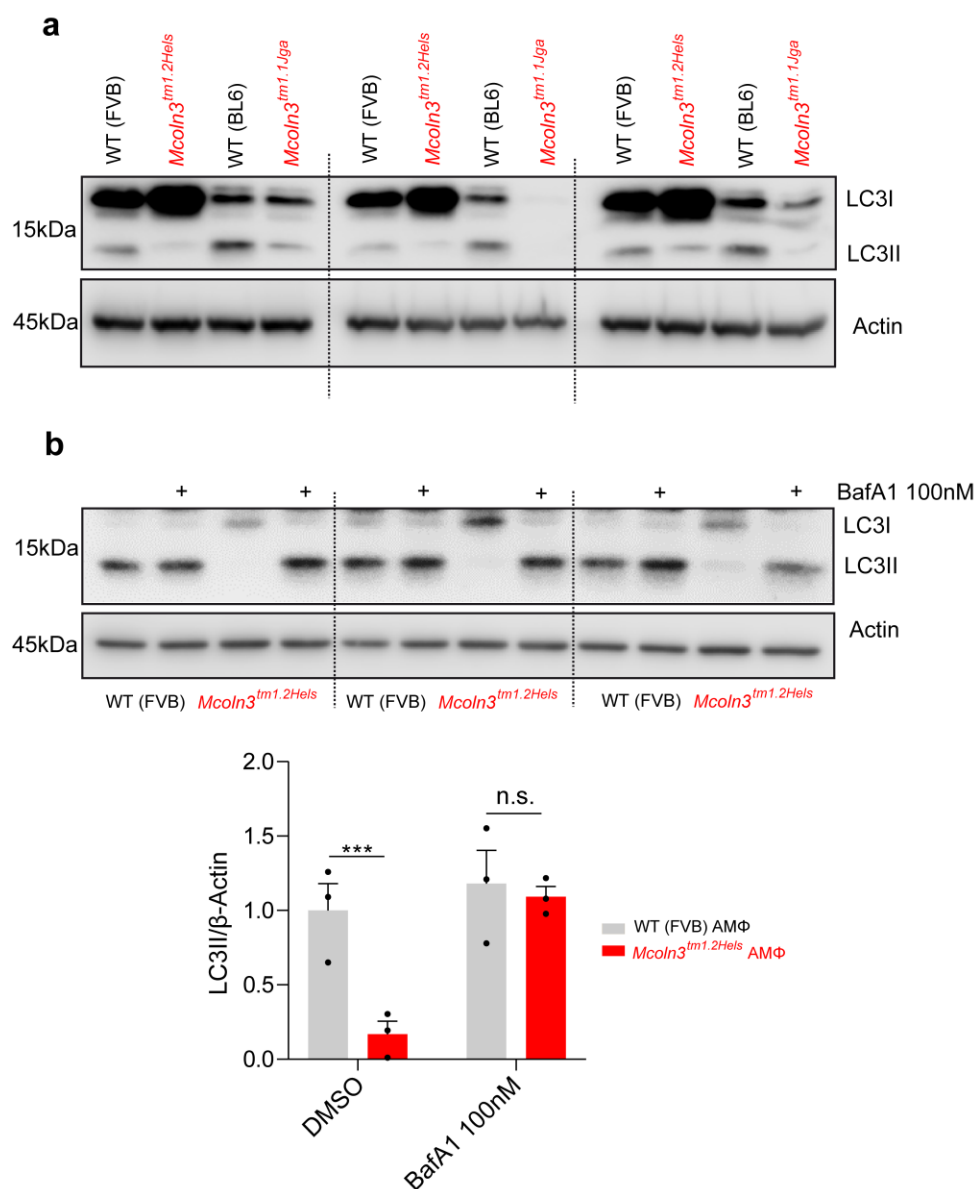 a
WT (FVB)
Mcoln3tm1.2Hels
WT (BL6)
Mcoln3tm1.1Jga
WT (FVB)
Mcoln3tm1.2Hels
WT (BL6)
Mcoln3tm1.1Jga
WT (FVB)
Mcoln3tm1.2Hels
WT (BL6)
Mcoln3tm1.1Jga
LC3I
15kDa
LC3II
45kDa
Actin
b
+ + + + + + BafA1 100nM
LC3I
15kDa
LC3II
45kDa
Actin
WT (FVB) Mcoln3tm1.2Hels WT (FVB) Mcoln3tm1.2Hels WT (FVB) Mcoln3tm1.2Hels
LC3II/β-Actin
2.0
1.5
1.0
0.5
0.0
***
n.s.
WT (FVB) AMΦ
Mcoln3tm1.2Hels AMΦ
DMSO
BafA1 100nM